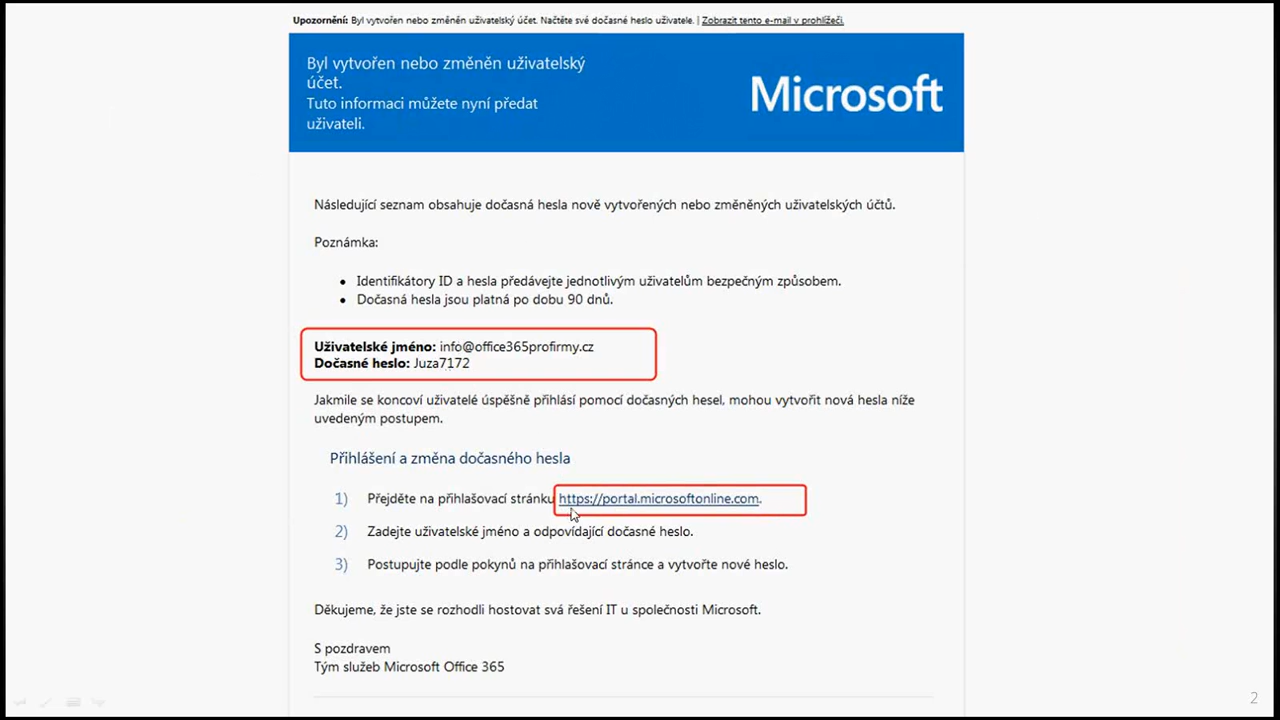 Upozornění: Byl vytvořen nebo změněn uživatelský účet. Načtěte své dočasné heslo uživatele. | Zobrazit tento e-mail v prohlížeči.
Byl vytvořen nebo změněn uživatelský
účet.
Tuto informaci můžete nyní předat
uživateli.
Microsoft
Následující seznam obsahuje dočasná hesla nově vytvořených nebo změněných uživatelských účtů.
Poznámka:
• Identifikátory ID a hesla předávejte jednotlivým uživatelům bezpečným způsobem.
• Dočasná hesla jsou platná po dobu 90 dnů.
Uživatelské jméno: info@office365profirmy.cz
Dočasné heslo: Juza7172
Jakmile se koncoví uživatelé úspěšně přihlásí pomocí dočasných hesel, mohou vytvořit nová hesla níže
uvedeným postupem.
Přihlášení a změna dočasného hesla
1) Přejděte na přihlašovací stránku https://portal.microsoftonline.com.
2) Zadejte uživatelské jméno a odpovídající dočasné heslo.
3) Postupujte podle pokynů na přihlašovací stránce a vytvořte nové heslo.
Děkujeme, že jste se rozhodli hostovat svá řešení IT u společnosti Microsoft.
S pozdravem
Tým služeb Microsoft Office 365
2